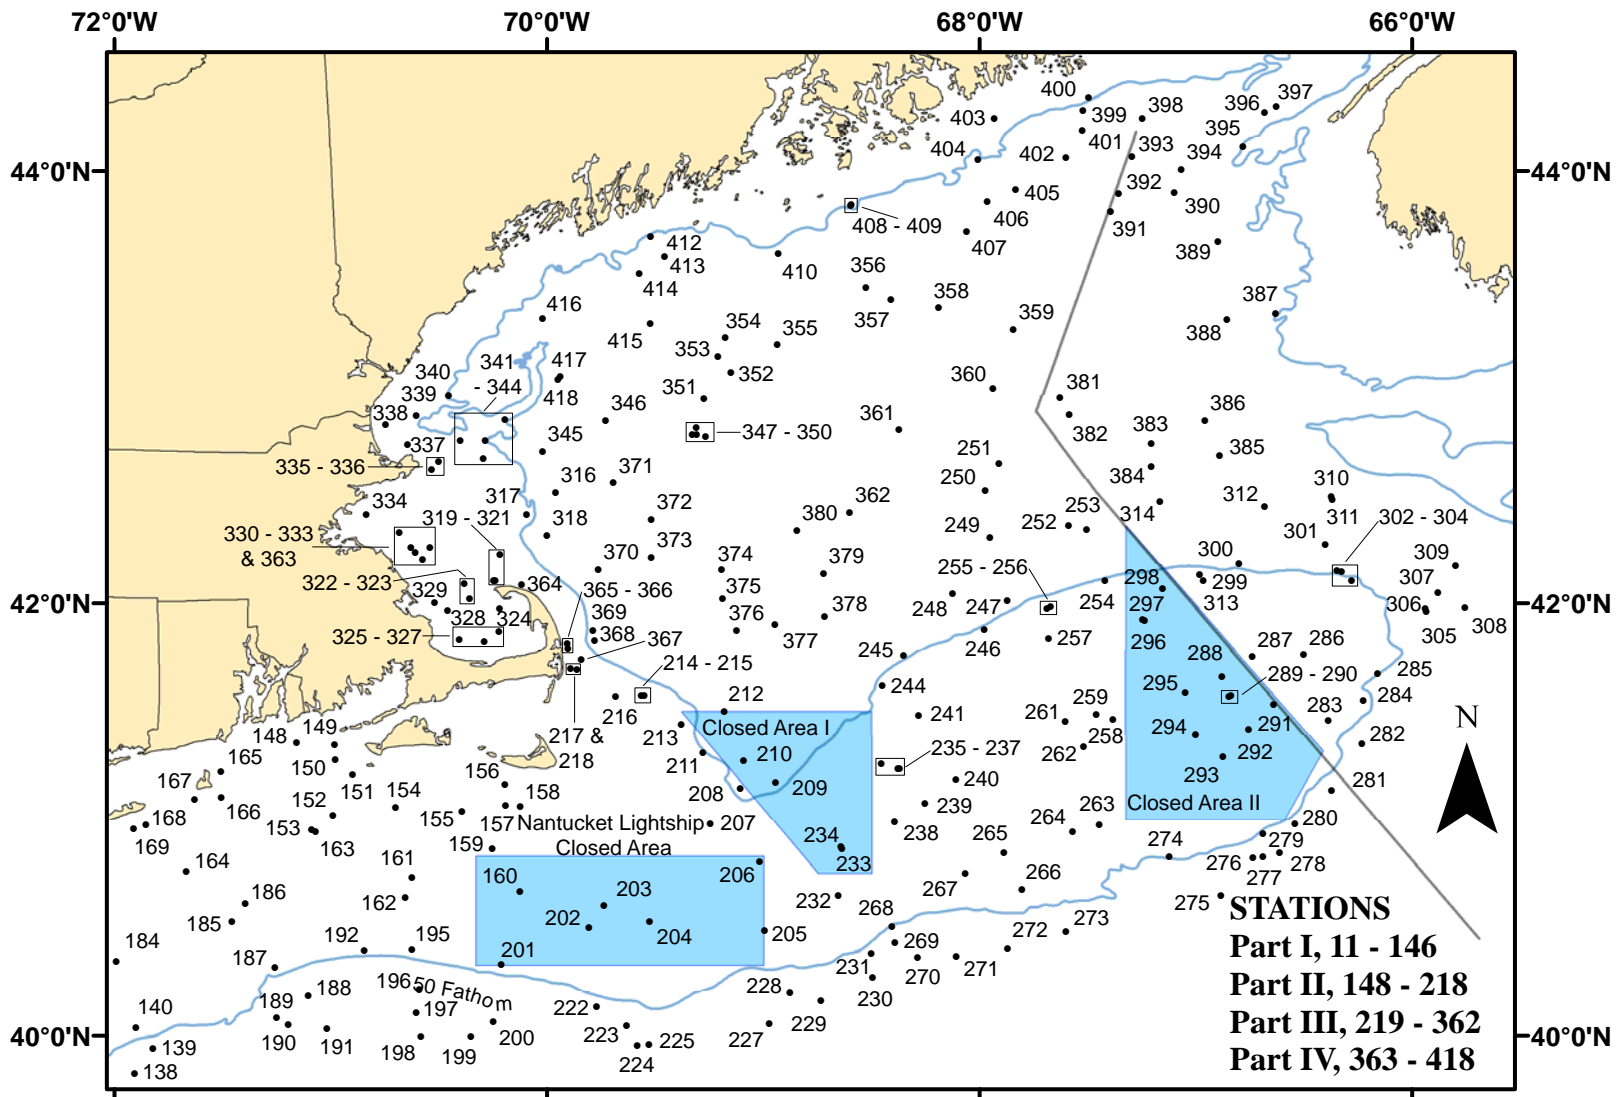 72°0'W 70°0'W 68°0'W 66°0'W
400 397
403 399 398 396
395
44°0'N 404 402 401 393 394 44°0'N
405 392
408 - 409 406 391 390
412 407 389
413 410 356
414 358 387
416 357 359 388
415 354 355
341 417 353
340 - 344 352 360 381
339 418 351 386
338 346 361 382 383
337 345 347 - 350 251 385
335 - 336 316 371 250 384
334 317 372 362 253 312 310
330 - 333 319 - 321 318 380 249 252 314 301 311 302 - 304
& 363 370 373 379 255 - 256 300 309
322 - 323 364 374 298 299 307
42°0'N 329 365 - 366 375 248 247 254 297 313 306 42°0'N
328 324 369 376 378 305 308
325 - 327 368 367 377 246 257 296 287 286
214 - 215 245 288 285
244 295 289 - 290
216 212 259 284
149 217 & Closed Area I 241 261 294 291 283 N
148 218 213 258 292 282
165 150 210 262
167 156 211 235 - 237 293
151 154 158 208 209 240 281
166 152 239 263 Closed Area II
168 153 155 157 Nantucket Lightship 207 238 264 280
169 163 159 Closed Area 234 265 274 279
164 161 233 276 278
160 206 267 266 277
186 162 203 232 268 275 STATIONS
185 202 273
184 192 195 204 205 269 272 Part I, 11 - 146
187 201 231 270 271
196 50 Fathom 228 230 Part II, 148 - 218
189 188 197 222
140 200 223 229 Part III, 219 - 362
190 191 198 199 225 227
40°0'N 139 224 40°0'N
138 Part IV, 363 - 418